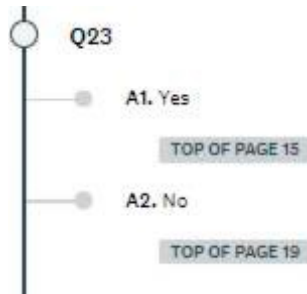 Q23
A1. Yes
TOP OF PAGE 15
A2. No
TOP OF PAGE 19